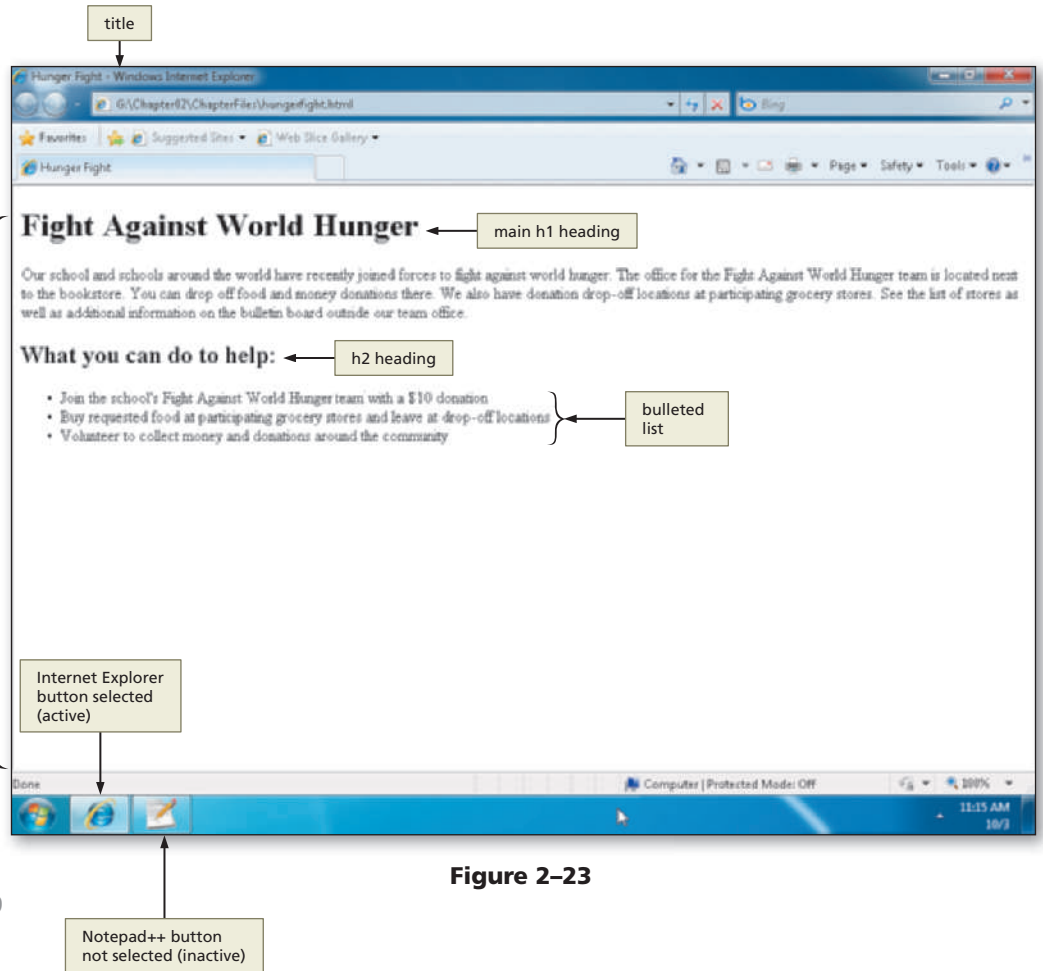 title
Hunger Fight - Windows Internet Explorer
G:\Chapter02\ChapterFiles\hungerfight.html
Bing
Favorites
Suggested Sites
Web Slice Gallery
Hunger Fight
Page
Safety
Tools
Fight Against World Hunger
main h1 heading
Our school and schools around the world have recently joined forces to fight against world hunger. The office for the Fight Against World Hunger team is located next
to the bookstore. You can drop off food and money donations there. We also have donation drop-off locations at participating grocery stores. See the list of stores as
well as additional information on the bulletin board outside our team office.
What you can do to help:
h2 heading
• Join the school's Fight Against World Hunger team with a $10 donation
• Buy requested food at participating grocery stores and leave at drop-off locations
• Volunteer to collect money and donations around the community
bulleted
list
Internet Explorer
button selected
(active)
Done
Computer | Protected Mode: Off
100%
11:15 AM
10/3
Figure 2–23
Notepad++ button
not selected (inactive)